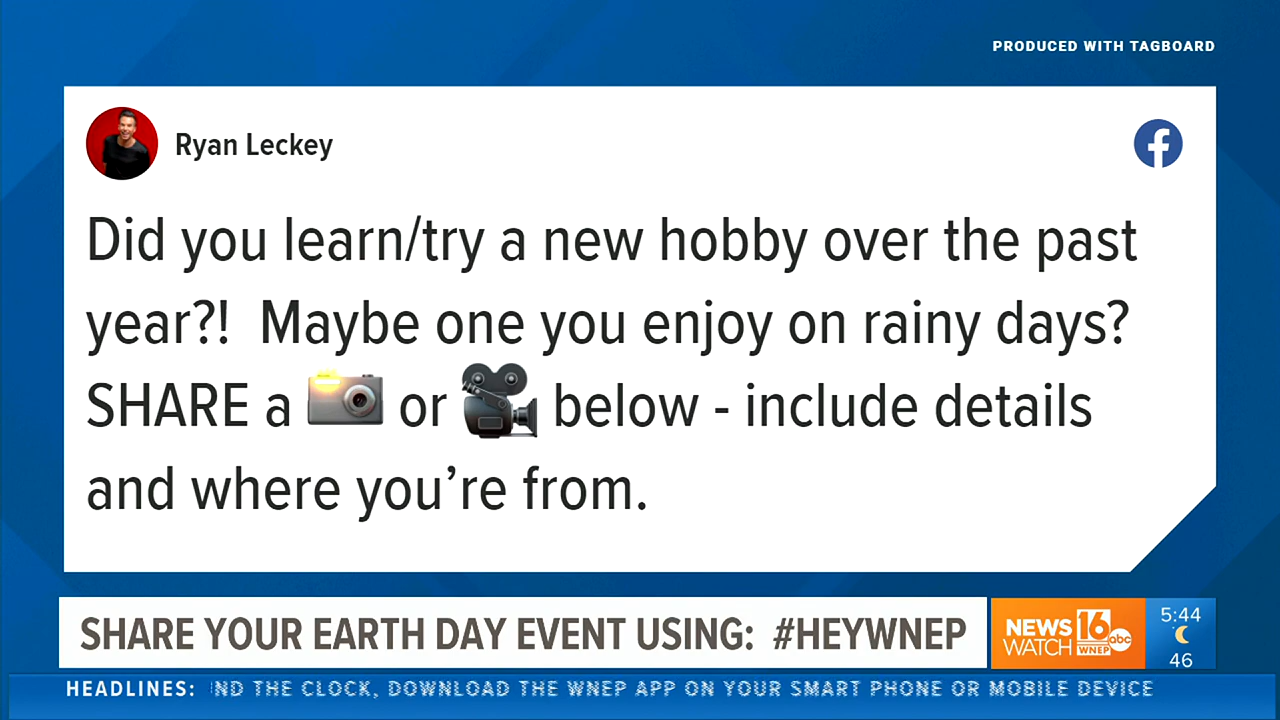 PRODUCED WITH TAGBOARD
Ryan Leckey
Did you learn/try a new hobby over the past
year?! Maybe one you enjoy on rainy days?
SHARE a 📸 or 🎥 below - include details
and where you’re from.
SHARE YOUR EARTH DAY EVENT USING: #HEYWNEP
NEWS
WATCH
16
WNEP
abc
5:44
46
HEADLINES: ND THE CLOCK, DOWNLOAD THE WNEP APP ON YOUR SMART PHONE OR MOBILE DEVICE